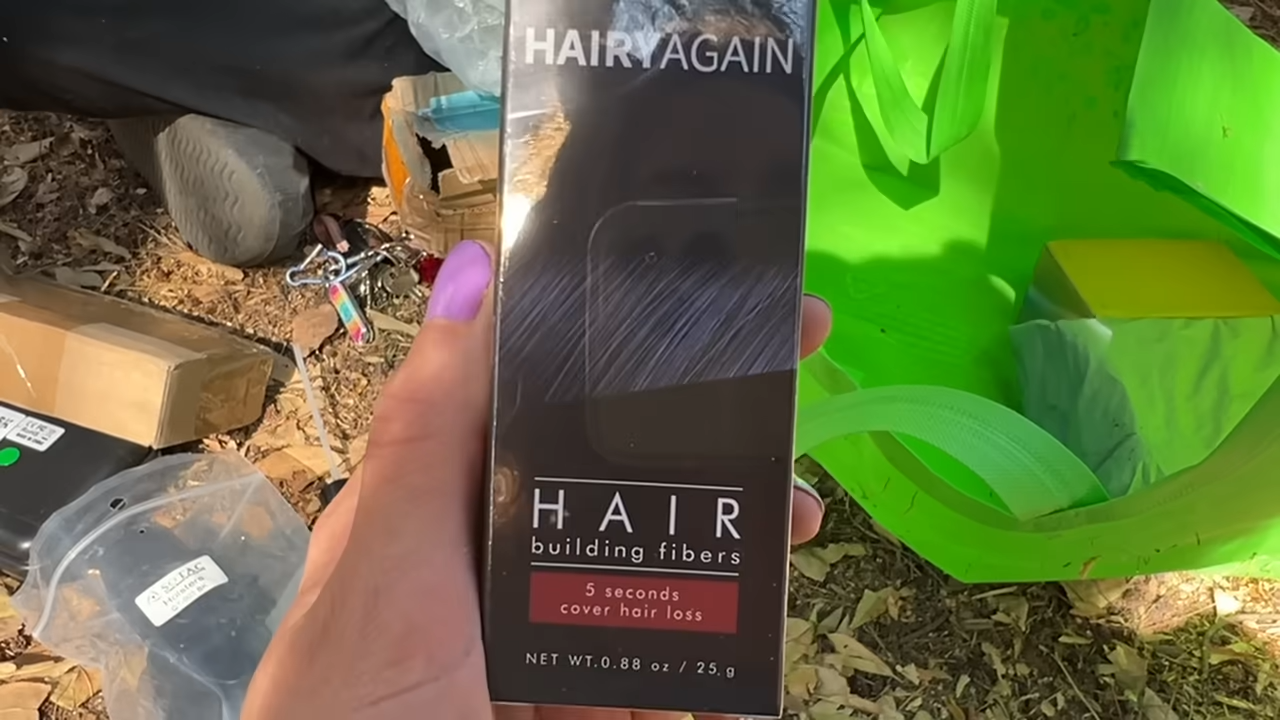 HAIRYAGAIN
HAIR
building fibers
5 seconds
cover hair loss
NET WT.0.88 oz / 25.g